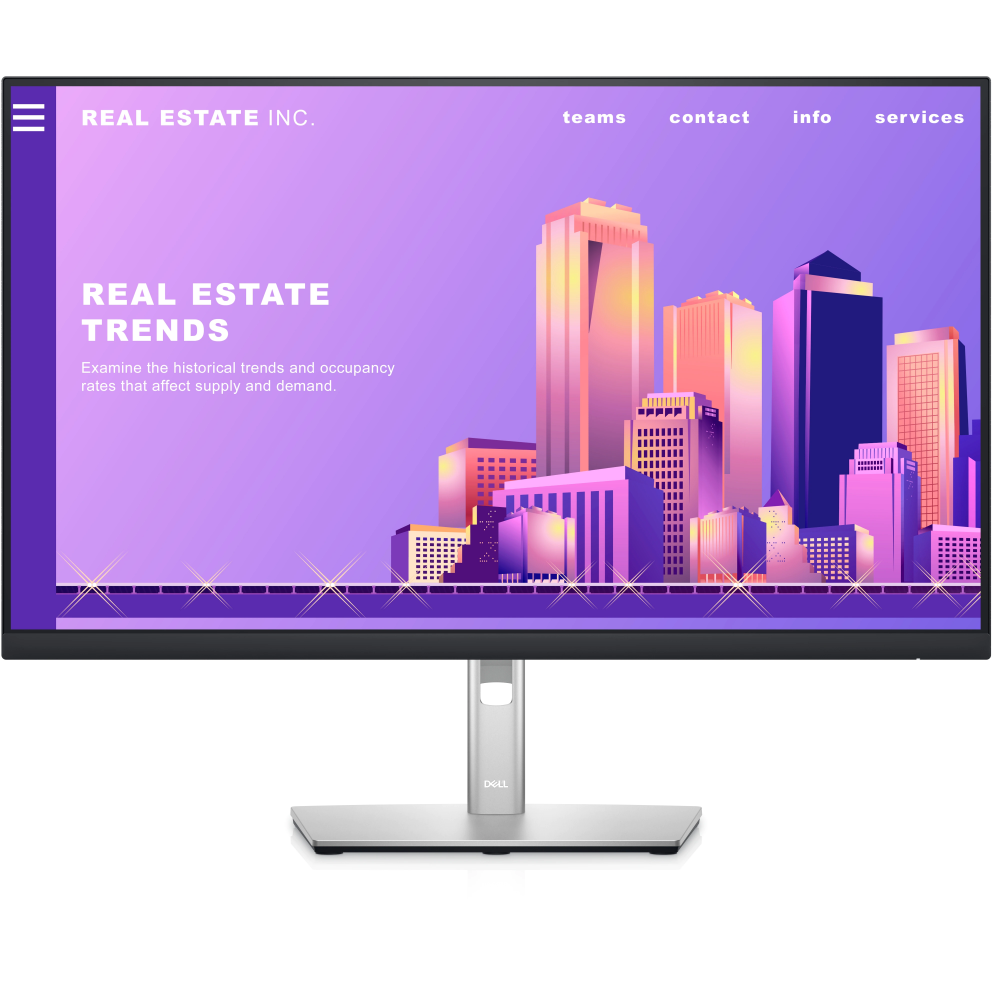 REAL ESTATE INC.
teams contact info services
REAL ESTATE
TRENDS
Examine the historical trends and occupancy
rates that affect supply and demand.
DELL